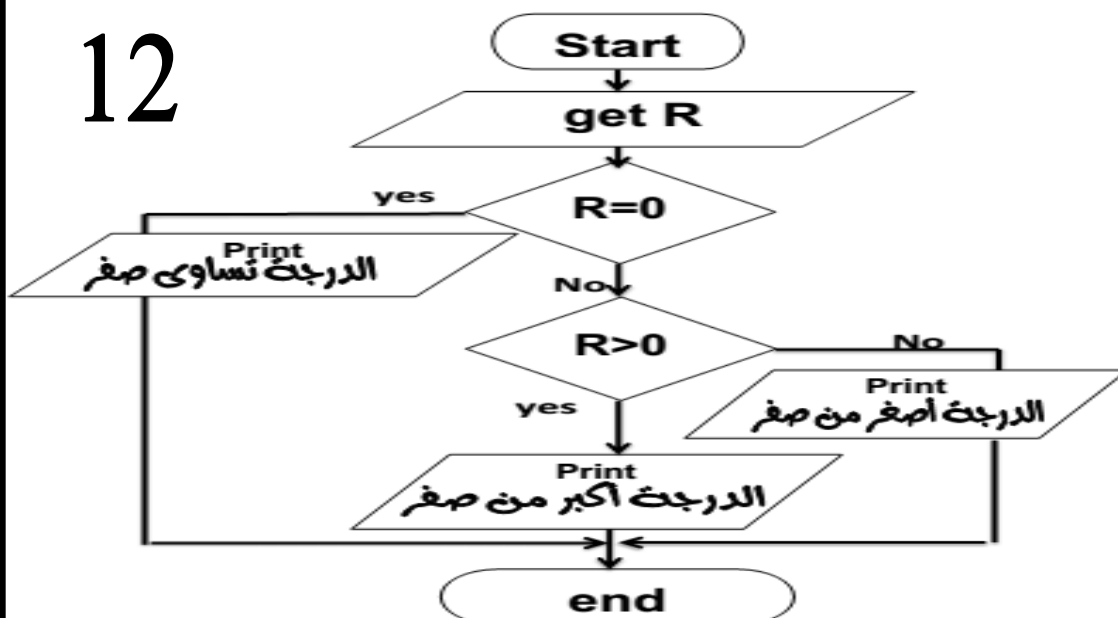 12
Start
get R
R=0
yes
Print
الدرجة تساوى صفر
No
R>0
No
Print
الدرجة أصغر من صفر
yes
Print
الدرجة أكبر من صفر
end